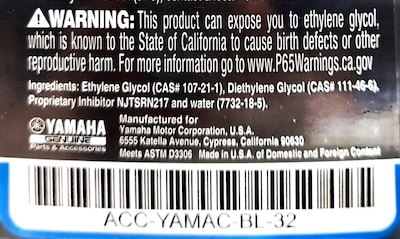 ⚠WARNING: This product can expose you to ethylene glycol,
which is known to the State of California to cause birth defects or other
reproductive harm. For more information go to www.P65Warnings.ca.gov
Ingredients: Ethylene Glycol (CAS# 107-21-1), Diethylene Glycol (CAS# 111-46-6),
Proprietary Inhibitor NJTSRN217 and water (7732-18-5).
YAMAHA
GENUINE
Parts & Accessories
Manufactured for
Yamaha Motor Corporation, U.S.A.
6555 Katella Avenue, Cypress, California 90630
Meets ASTM D3306 Made in U.S.A. of Domestic and Foreign Content
ACC-YAMAC-BL-32